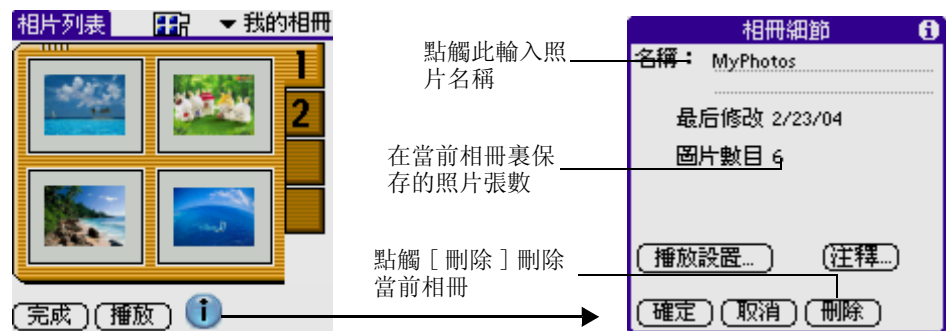 相片列表
▼ 我的相冊
1
2
完成
播放
i
點觸此輸入照
片名稱
在當前相冊裏保
存的照片張數
點觸［刪除］刪除
當前相冊
相冊細節
i
名稱： MyPhotos
最后修改 2/23/04
圖片數目 6
播放設置...
注釋...
確定
取消
刪除